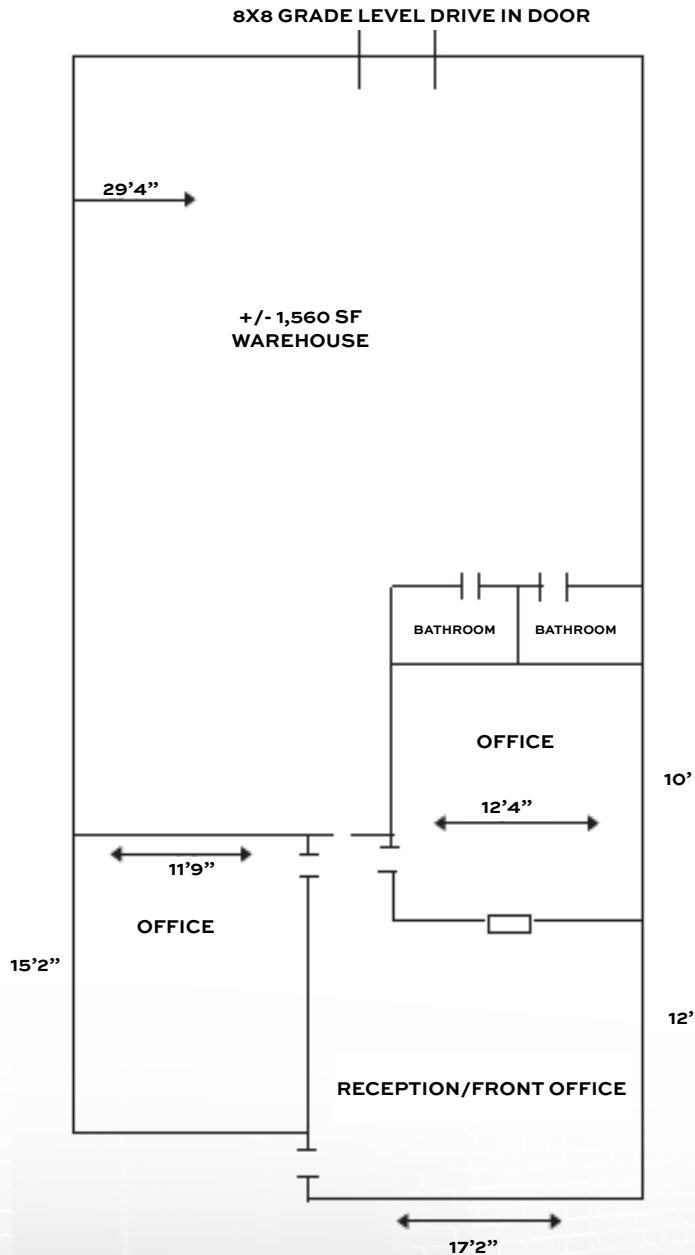 8X8 GRADE LEVEL DRIVE IN DOOR
29’4”
+/- 1,560 SF
WAREHOUSE
BATHROOM
BATHROOM
OFFICE
10’
12’4”
11’9”
OFFICE
15’2”
12’
RECEPTION/FRONT OFFICE
17’2”